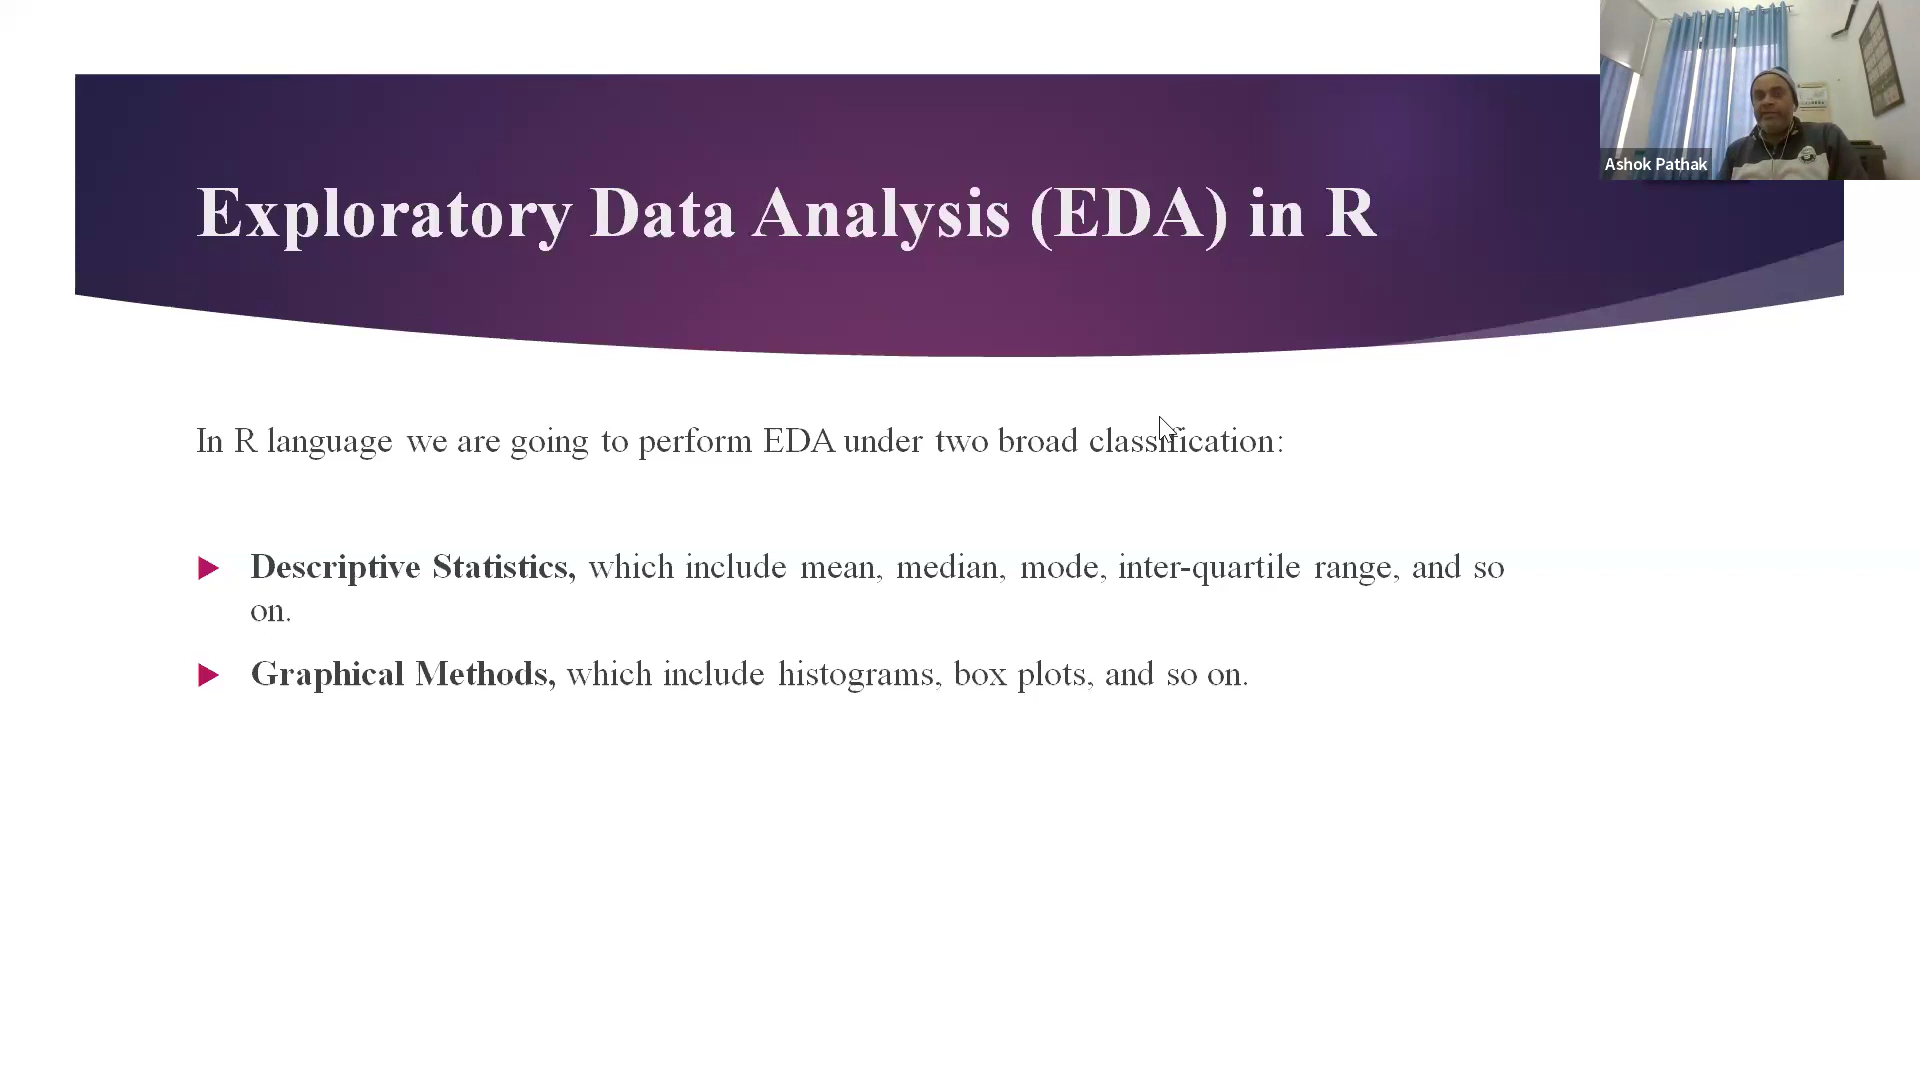 Ashok Pathak
Exploratory Data Analysis (EDA) in R
In R language we are going to perform EDA under two broad classification:
Descriptive Statistics, which include mean, median, mode, inter-quartile range, and so
on.
Graphical Methods, which include histograms, box plots, and so on.